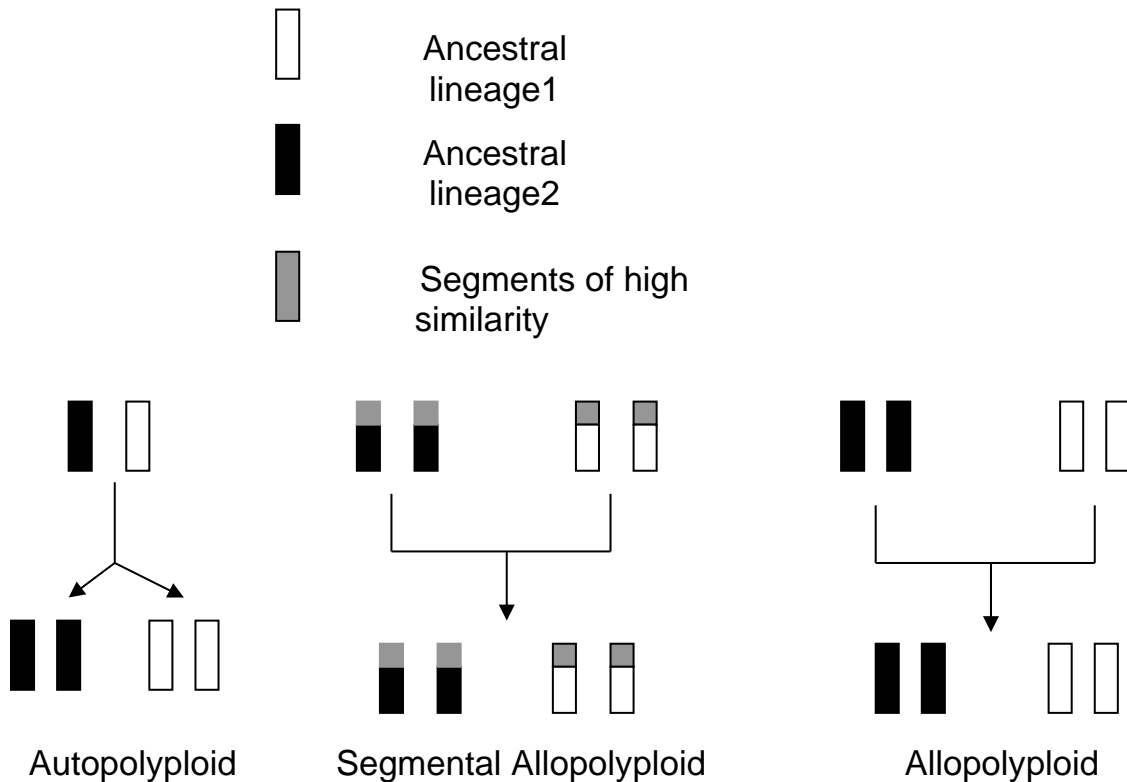 Ancestral
lineage1
Ancestral
lineage2
Segments of high
similarity
Autopolyploid
Segmental Allopolyploid
Allopolyploid